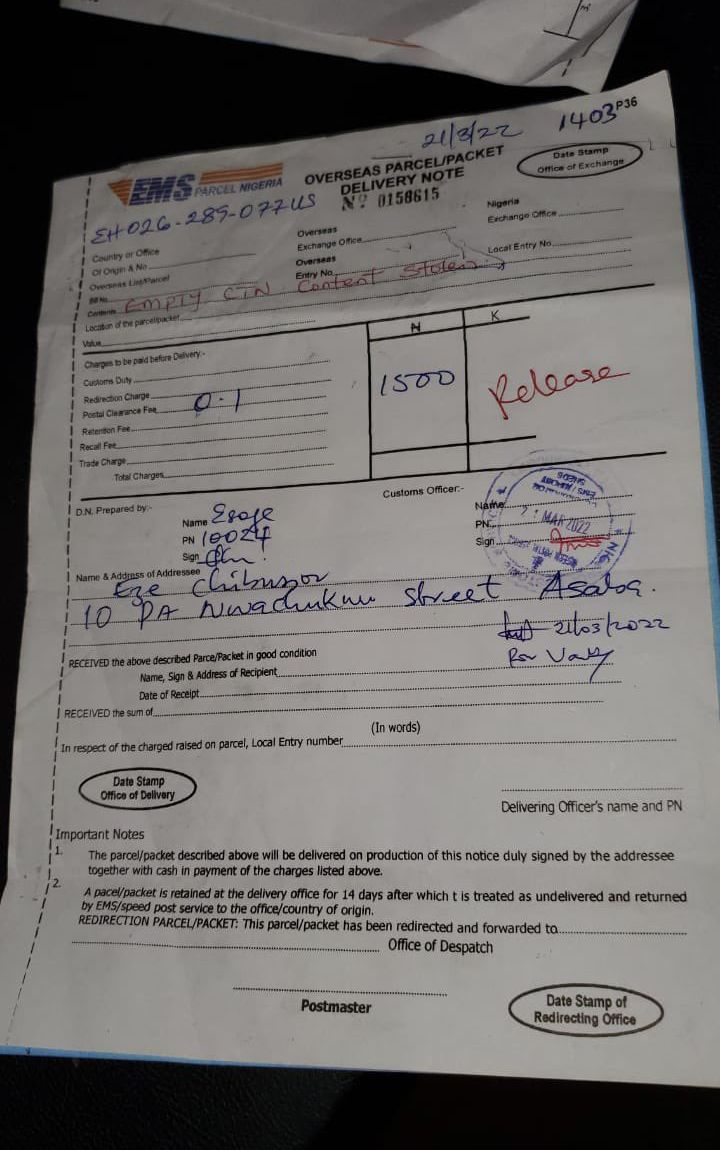 21/3/22
1403 P36
EMS PARCEL NIGERIA
OVERSEAS PARCEL/PACKET
DELIVERY NOTE
Nº 0158615
Date Stamp
Office of Exchange
EH026-289-077US
Country or Office
Of Origin & No
Overseas List/Parcel
Bill No.
Overseas
Exchange Office
Overseas
Entry No.
Nigeria
Exchange Office
Local Entry No.
Contents Empty CTN Content Stolen
Location of the parcel/packet
Value
N K
Charges to be paid before Delivery:-
Customs Duty
Redirection Charge
Postal Clearance Fee 0-1
Retention Fee
Recall Fee
Trade Charge
Total Charges
1500
Release
D.N. Prepared by:-
Name
PN 10024
Sign
Customs Officer:-
Name
PN
Sign
MAR 2022
Name & Address of Addressee
Eze
10 PA Nwachukwu Street Asaba.
21/03/2022
RECEIVED the above described Parce/Packet in good condition
Name, Sign & Address of Recipient
Date of Receipt
RECEIVED the sum of
(In words)
In respect of the charged raised on parcel, Local Entry number
Date Stamp
Office of Delivery
Delivering Officer's name and PN
Important Notes
1. The parcel/packet described above will be delivered on production of this notice duly signed by the addressee
together with cash in payment of the charges listed above.
2. A pacel/packet is retained at the delivery office for 14 days after which t is treated as undelivered and returned
by EMS/speed post service to the office/country of origin.
REDIRECTION PARCEL/PACKET: This parcel/packet has been redirected and forwarded to
Office of Despatch
Postmaster
Date Stamp of
Redirecting Office